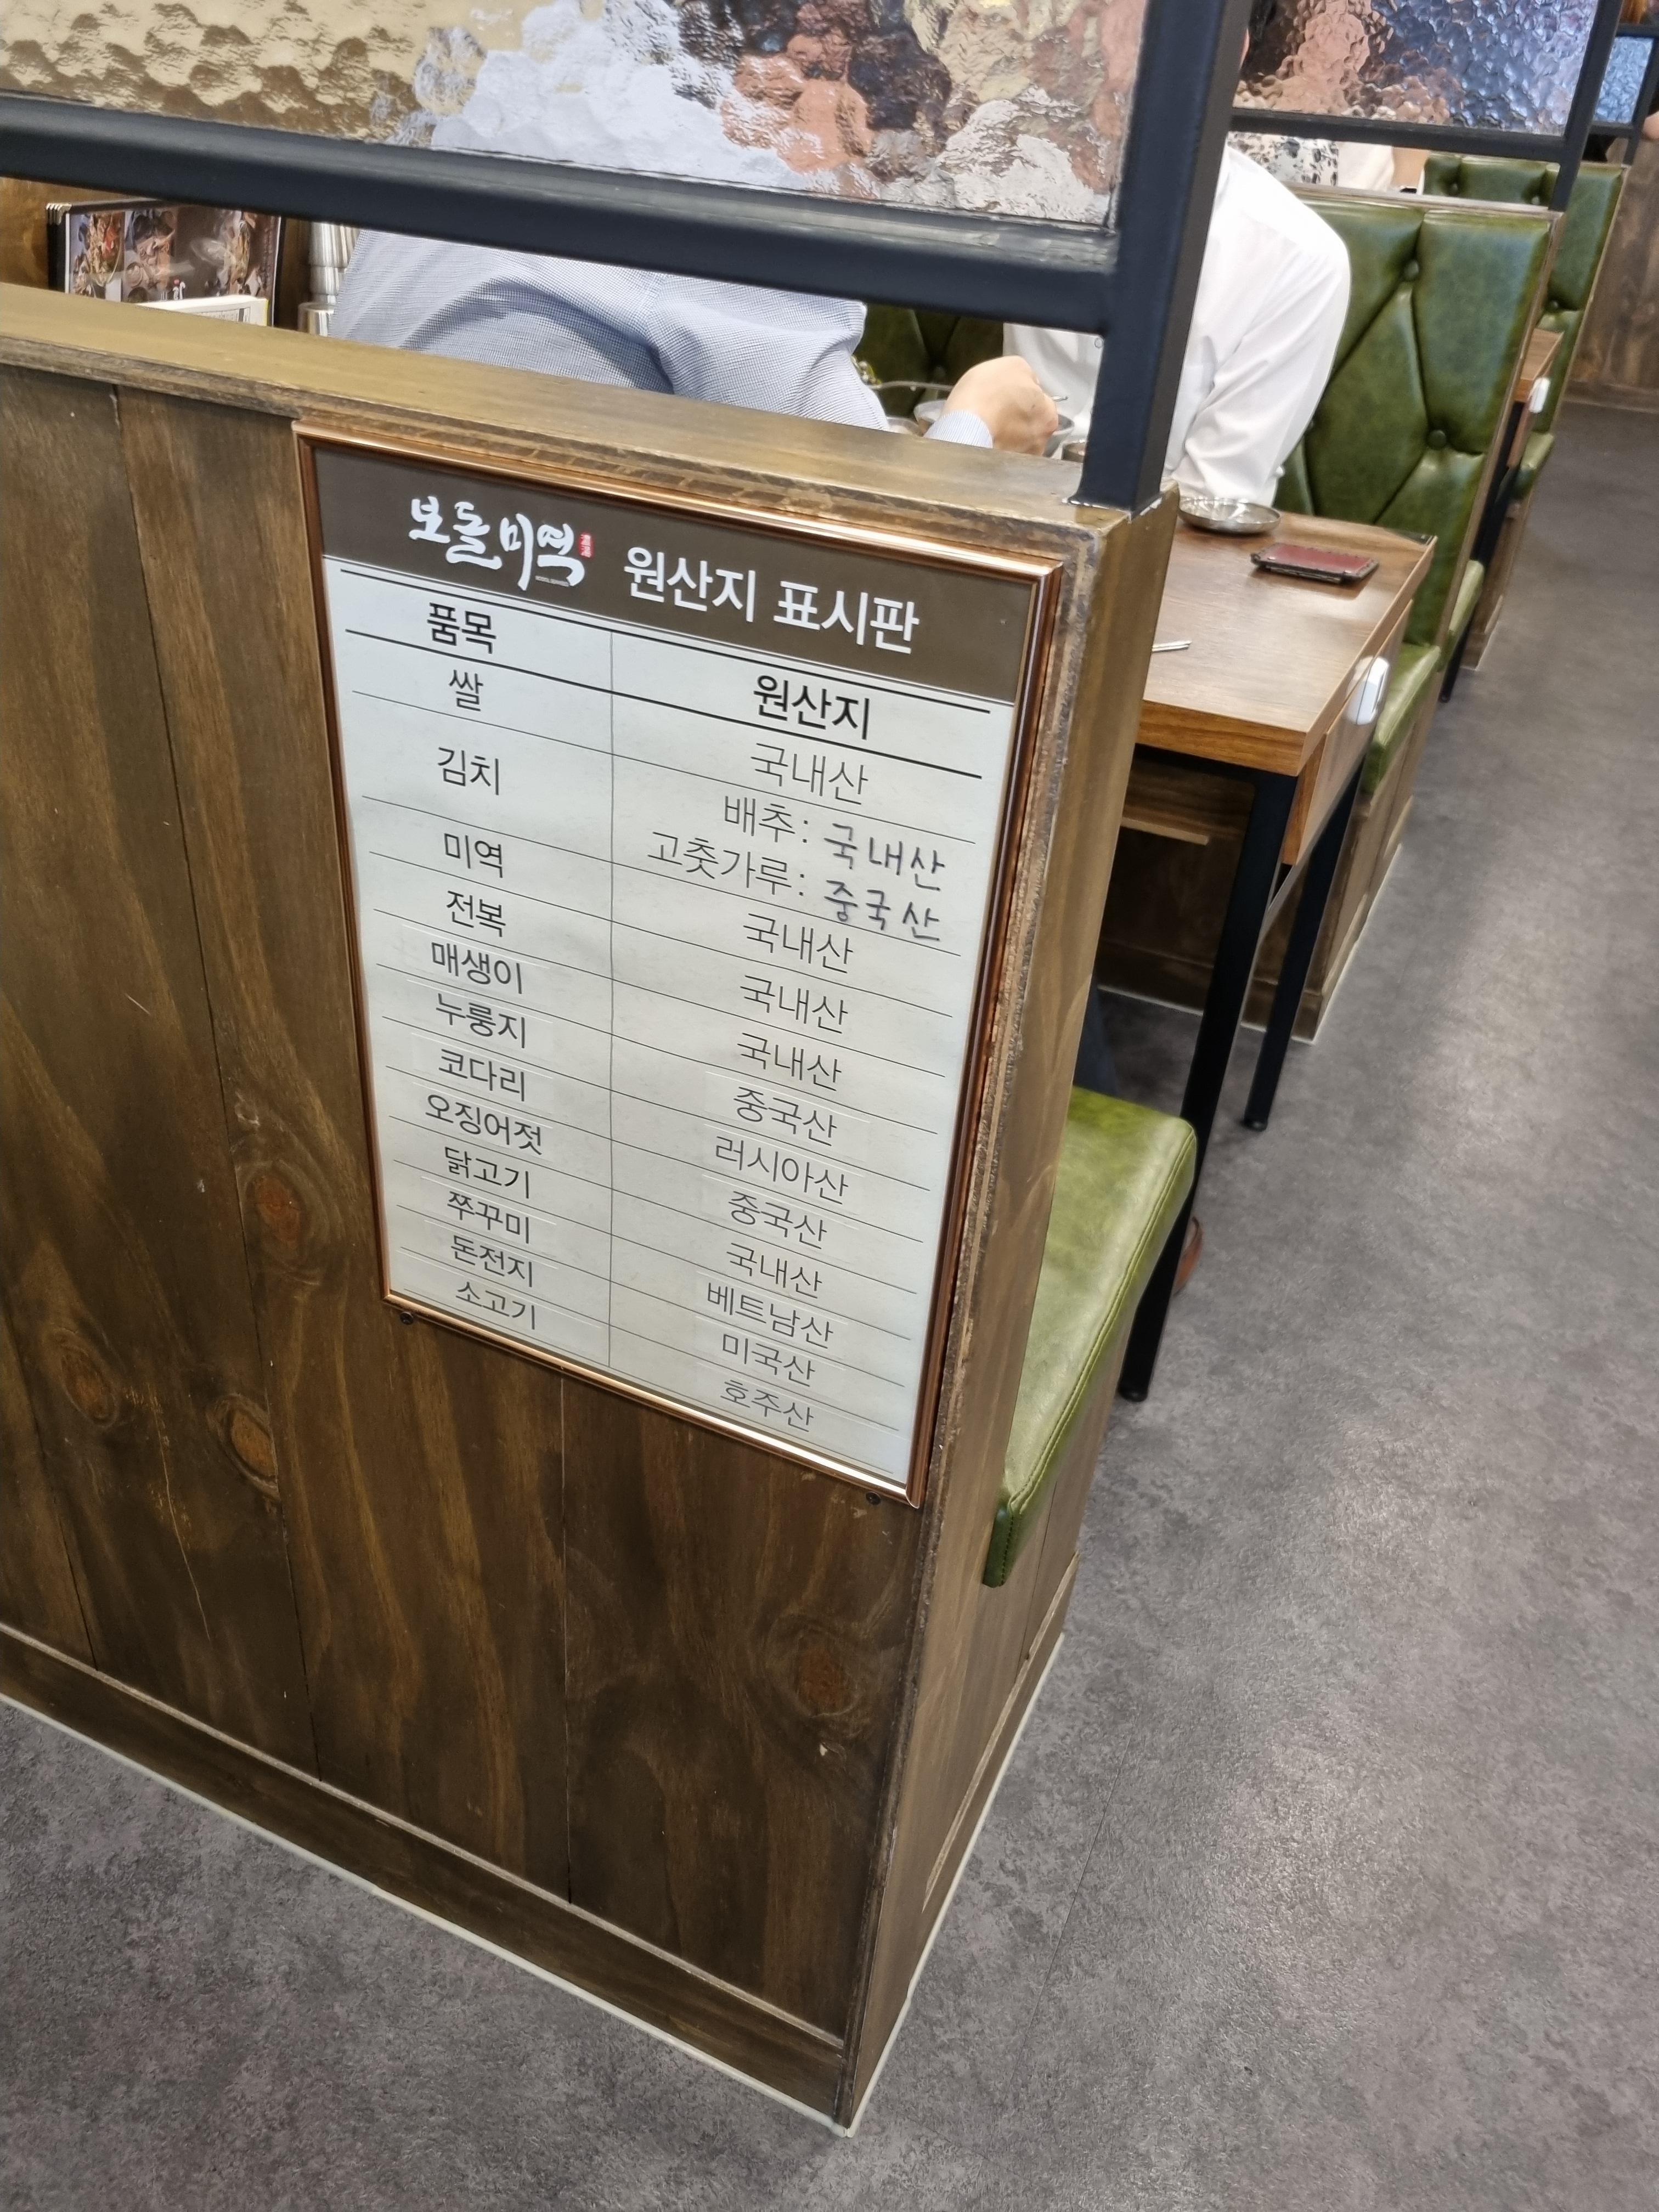 보돌미역 원산지 표시판
품목 원산지
쌀 국내산
김치 배추: 국내산
고춧가루: 중국산
미역 국내산
전복 국내산
매생이 국내산
누룽지 중국산
코다리 러시아산
오징어젓 중국산
닭고기 국내산
쭈꾸미 베트남산
돈전지 미국산
소고기 호주산